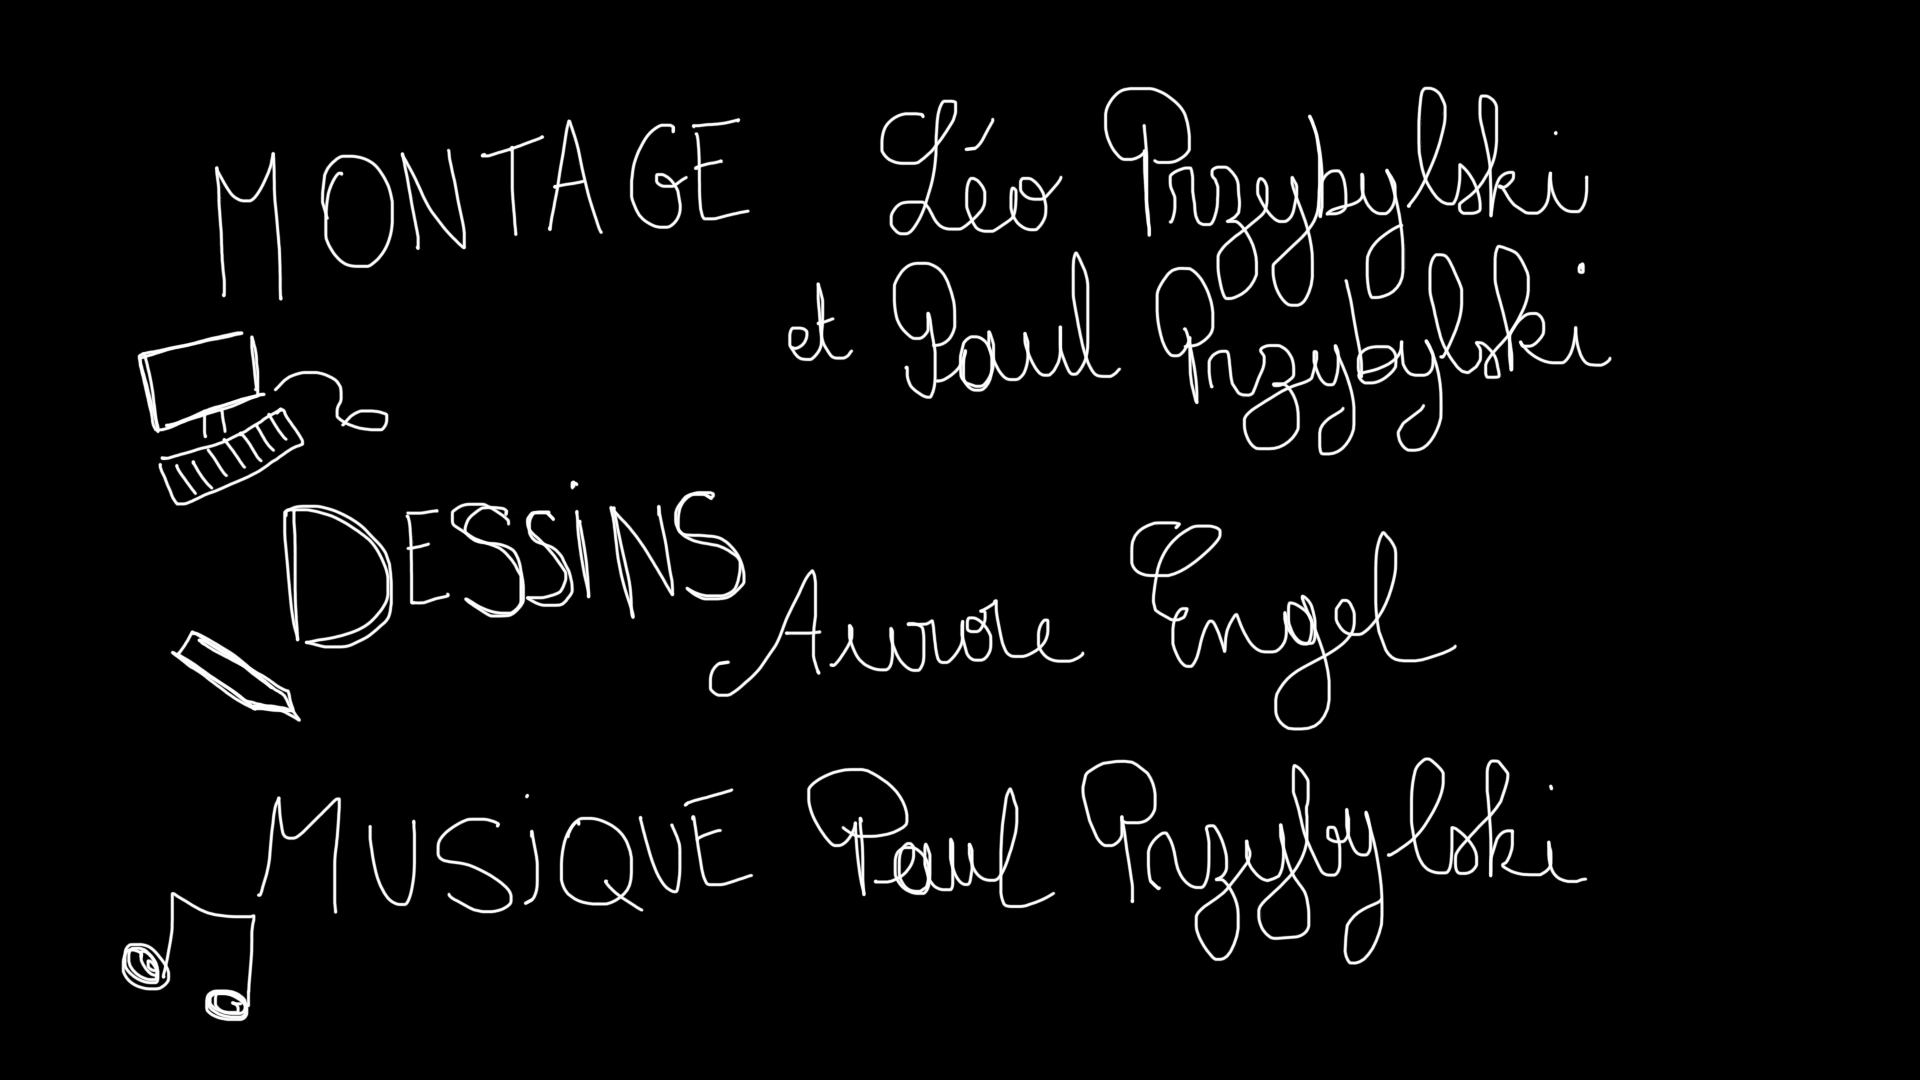 MONTAGE Léo Przybylski
et Paul Przybylski
DESSiNS Aurore Engel
MUSiQUE Paul Przybylski